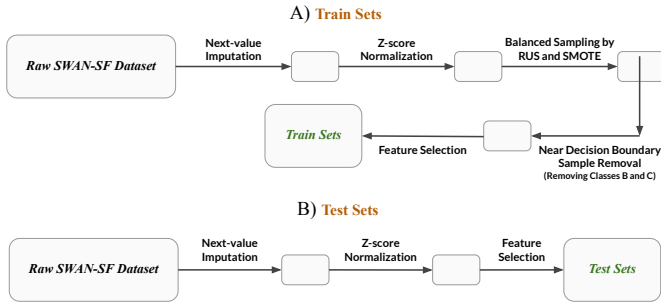 A) Train Sets
Raw SWAN-SF Dataset
Next-value
Imputation
Z-score
Normalization
Balanced Sampling by
RUS and SMOTE
Near Decision Boundary
Sample Removal
(Removing Classes B and C)
Feature Selection
Train Sets
B) Test Sets
Raw SWAN-SF Dataset
Next-value
Imputation
Z-score
Normalization
Feature
Selection
Test Sets